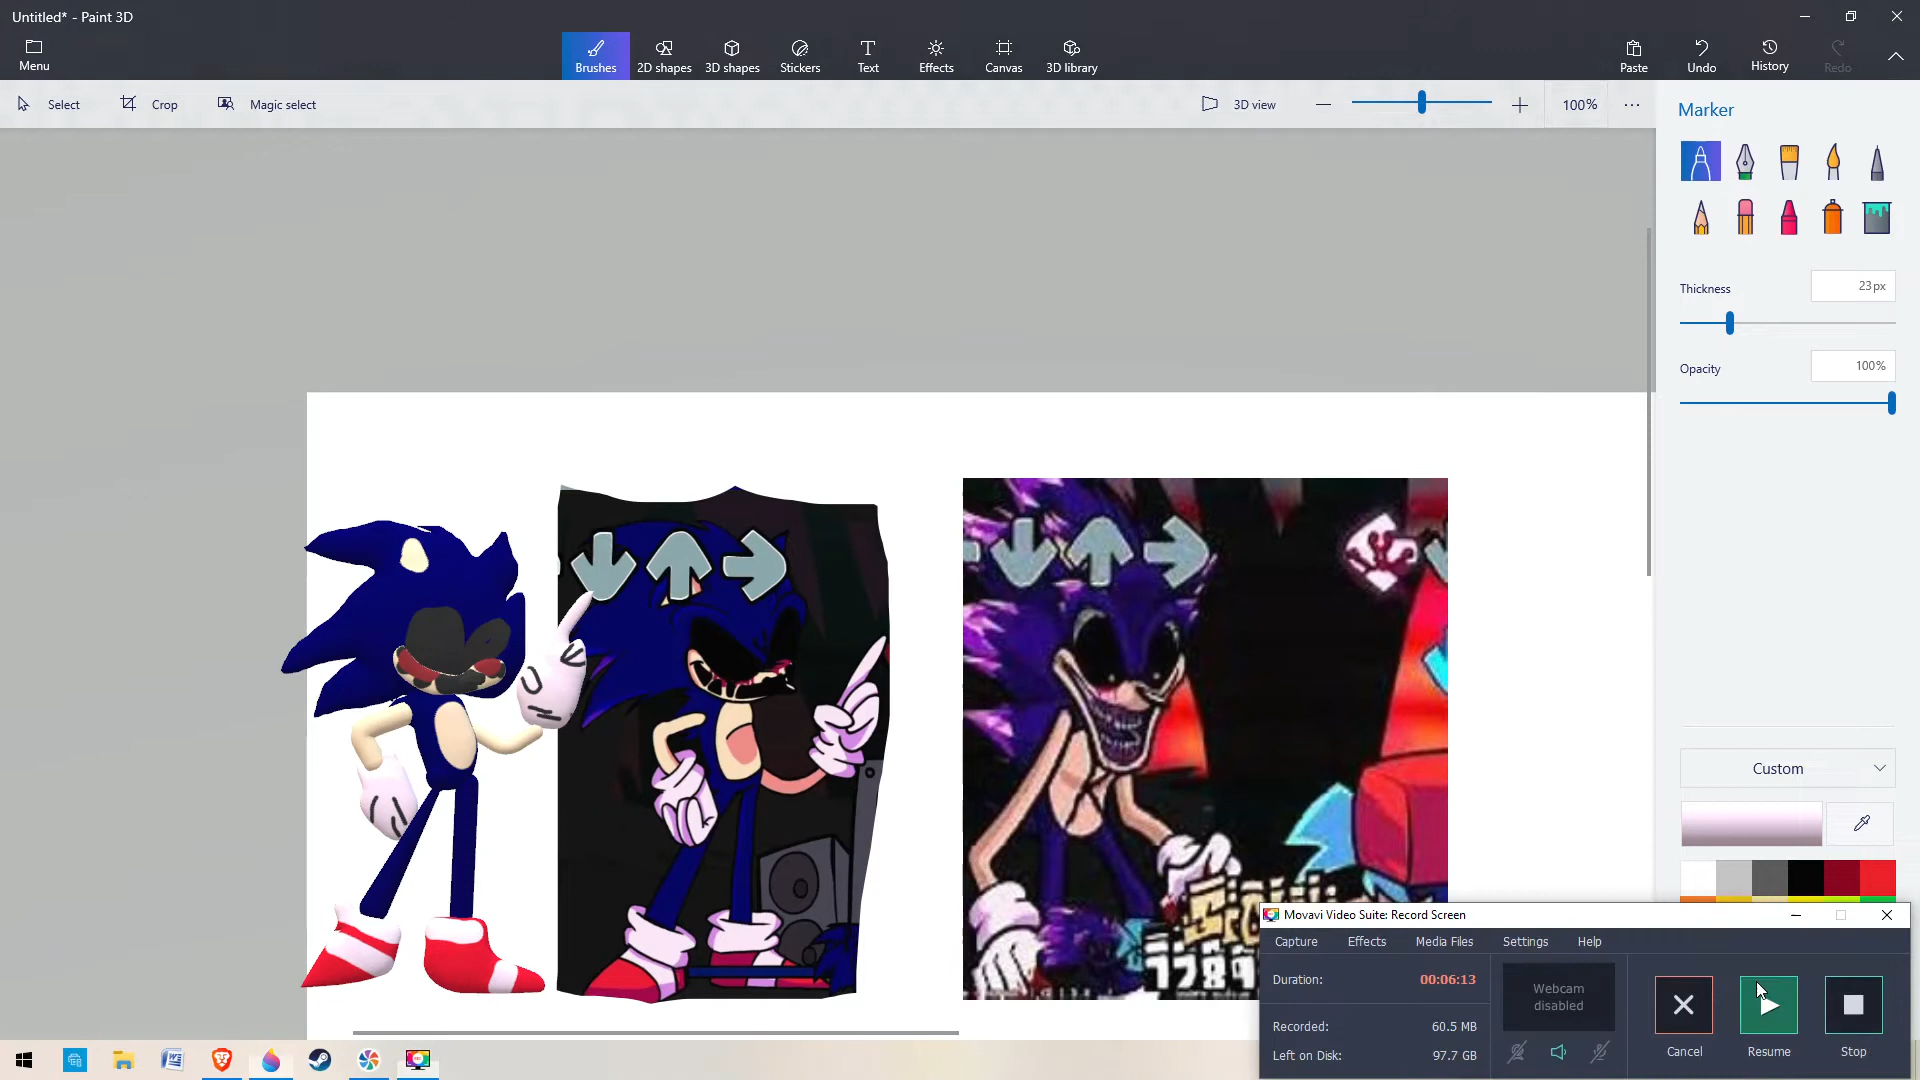 Untitled* - Paint 3D
Menu
Brushes
2D shapes
3D shapes
Stickers
Text
Effects
Canvas
3D library
Paste
Undo
History
Redo
Select
Crop
Magic select
3D view
100%
Marker
Thickness
23px
Opacity
100%
Custom
Movavi Video Suite: Record Screen
Capture
Effects
Media Files
Settings
Help
Duration:
00:06:13
Webcam
disabled
Recorded:
60.5 MB
Left on Disk:
97.7 GB
Cancel
Resume
Stop